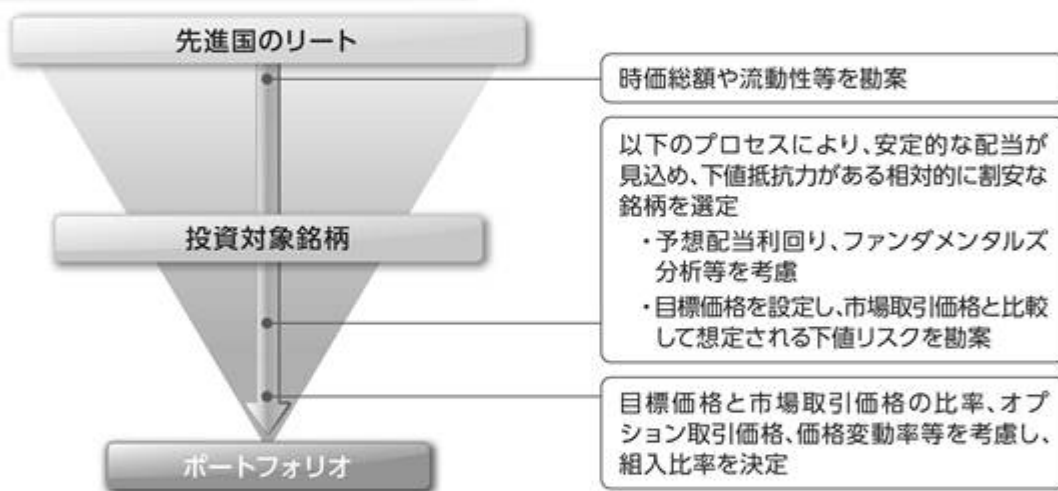 先進国のリート
時価総額や流動性等を勘案
以下のプロセスにより、安定的な配当が
見込め、下値抵抗力がある相対的に割安な
銘柄を選定
・予想配当利回り、ファンダメンタルズ
分析等を考慮
・目標価格を設定し、市場取引価格と比較
して想定される下値リスクを勘案
投資対象銘柄
目標価格と市場取引価格の比率、オプ
ション取引価格、価格変動率等を考慮し、
組入比率を決定
ポートフォリオ